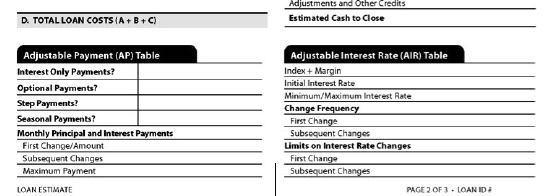 D. TOTAL LOAN COSTS (A + B + C)
Adjustments and Other Credits
Estimated Cash to Close
Adjustable Payment (AP) Table
Interest Only Payments?
Optional Payments?
Step Payments?
Seasonal Payments?
Monthly Principal and Interest Payments
First Change/Amount
Subsequent Changes
Maximum Payment
Adjustable Interest Rate (AIR) Table
Index + Margin
Initial Interest Rate
Minimum/Maximum Interest Rate
Change Frequency
First Change
Subsequent Changes
Limits on Interest Rate Changes
First Change
Subsequent Changes
LOAN ESTIMATE
PAGE 2 OF 3 • LOAN ID #